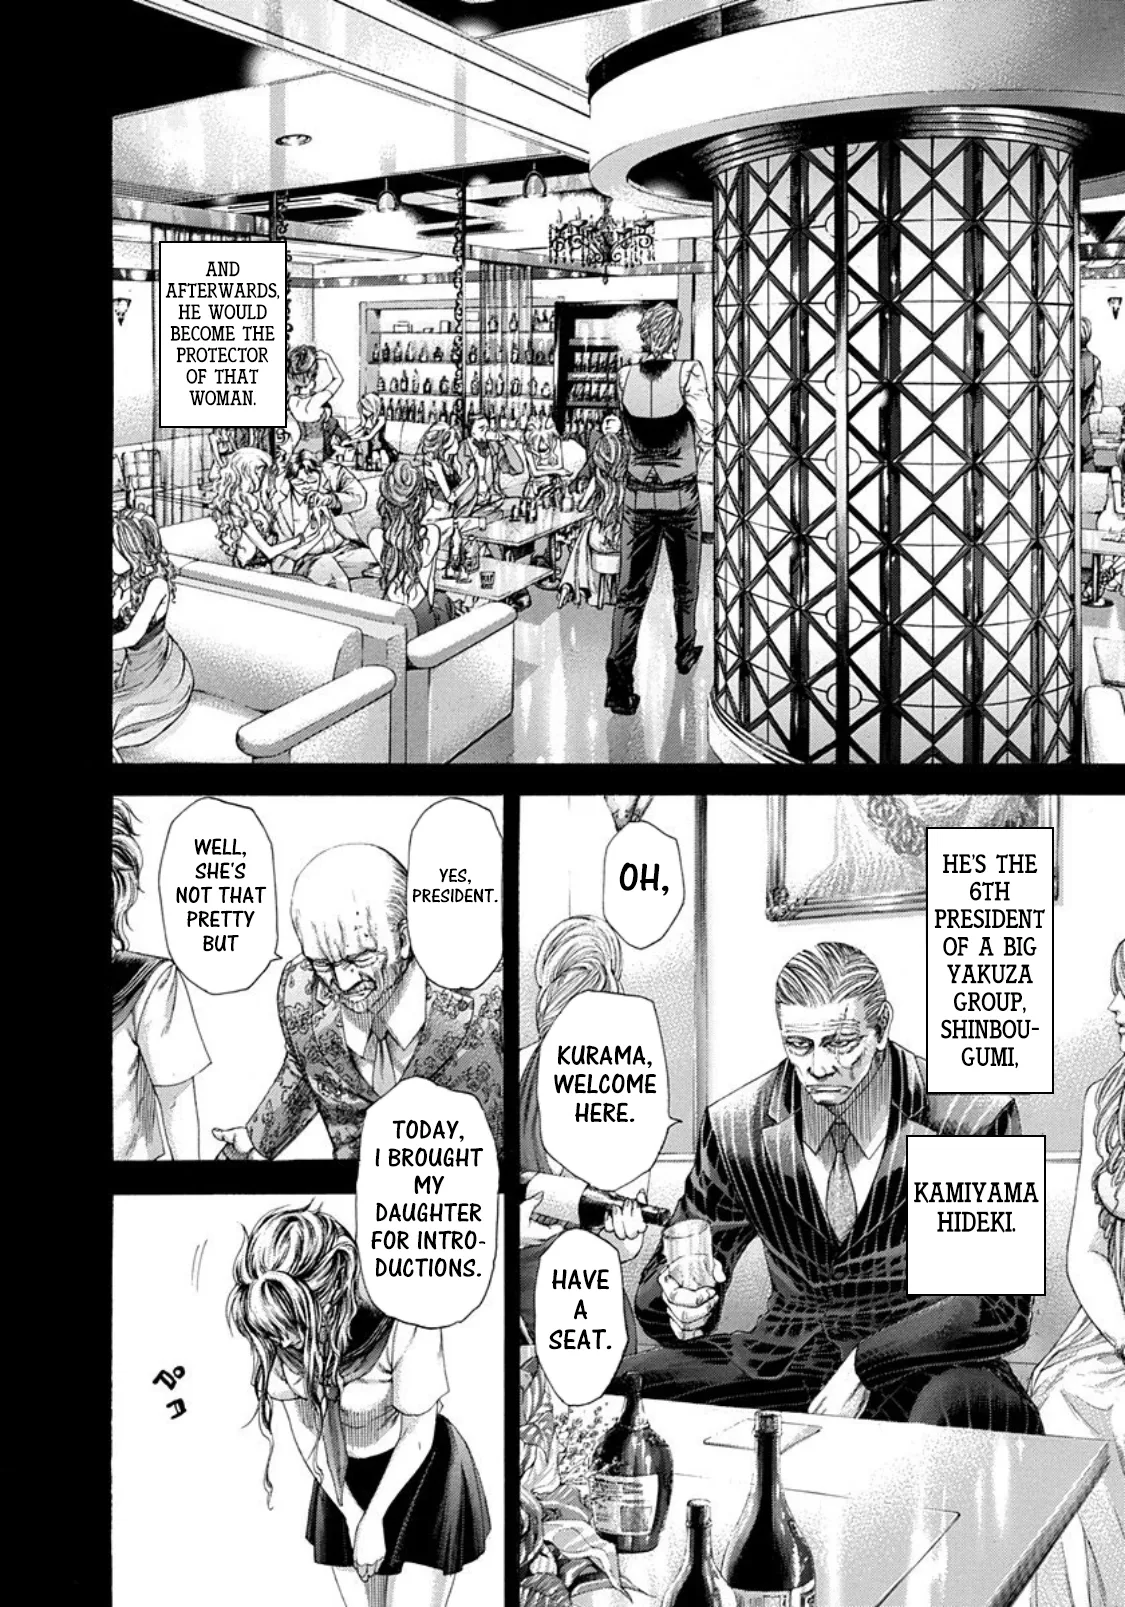 AND
AFTERWARDS,
HE WOULD
BECOME THE
PROTECTOR
OF THAT
WOMAN.
HE'S THE
6TH
PRESIDENT
OF A BIG
YAKUZA
GROUP,
SHINBOU-
GUMI,
KAMIYAMA
HIDEKI.
OH,
KURAMA,
WELCOME
HERE.
HAVE
A
SEAT.
YES,
PRESIDENT.
WELL,
SHE'S
NOT THAT
PRETTY
BUT
TODAY,
I BROUGHT
MY
DAUGHTER
FOR INTRO-
DUCTIONS.